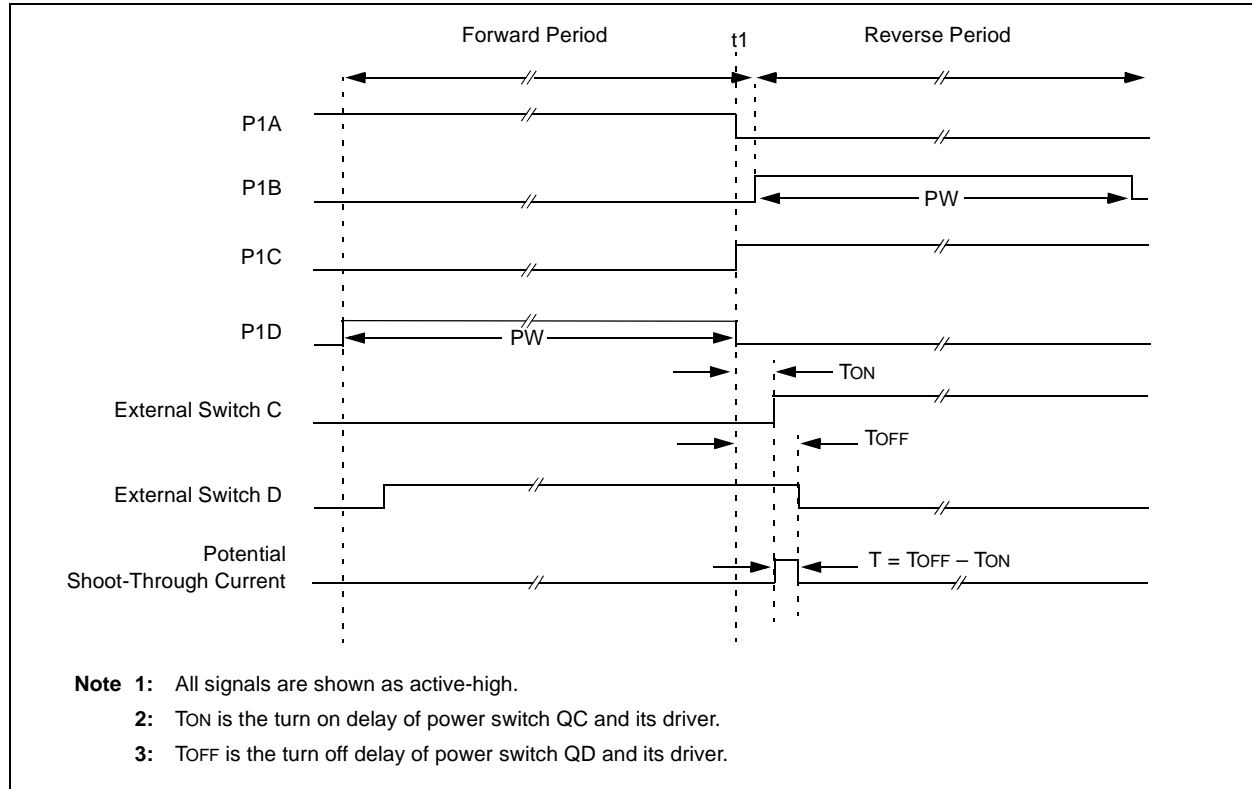 Forward Period
t1
Reverse Period
P1A
P1B
PW
P1C
P1D
PW
TON
External Switch C
TOFF
External Switch D
Potential
Shoot-Through Current
T = TOFF – TON
Note 1: All signals are shown as active-high.
2: TON is the turn on delay of power switch QC and its driver.
3: TOFF is the turn off delay of power switch QD and its driver.